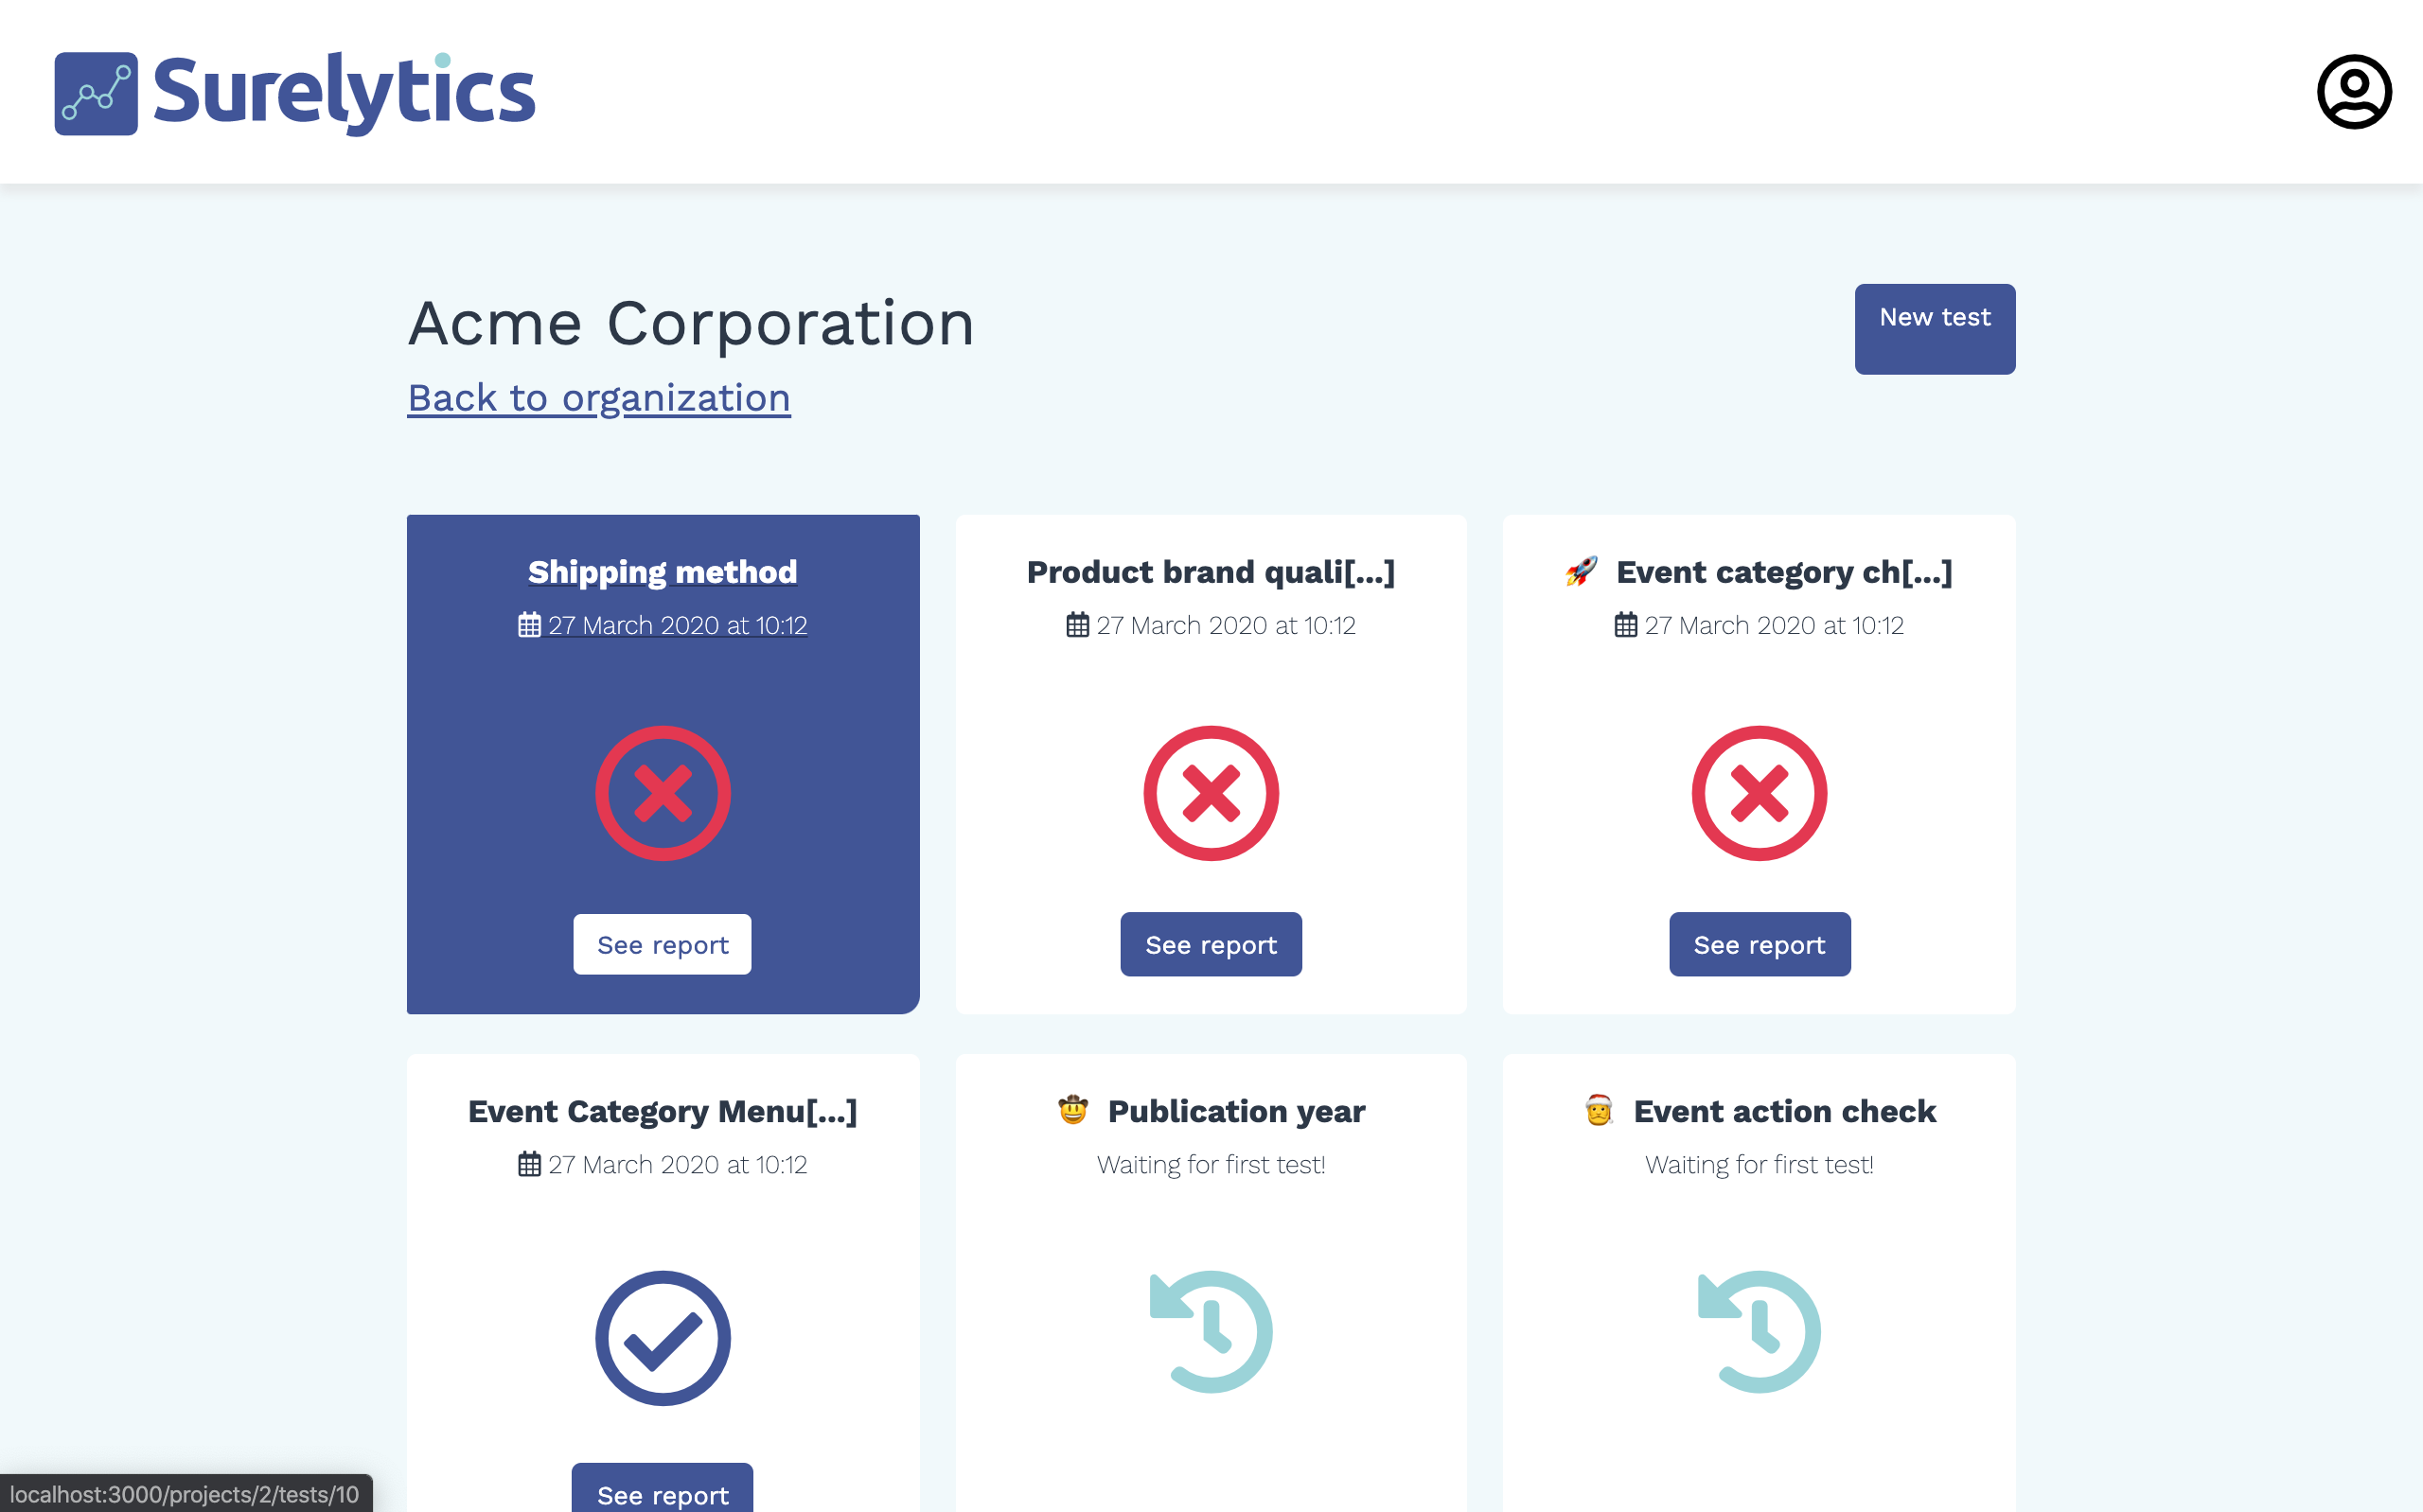 Surelytics
Acme Corporation
New test
Back to organization
Shipping method
27 March 2020 at 10:12
See report
Product brand quali[...]
27 March 2020 at 10:12
See report
🚀 Event category ch[...]
27 March 2020 at 10:12
See report
Event Category Menu[...]
27 March 2020 at 10:12
See report
🤠 Publication year
Waiting for first test!
🤶 Event action check
Waiting for first test!
localhost:3000/projects/2/tests/10